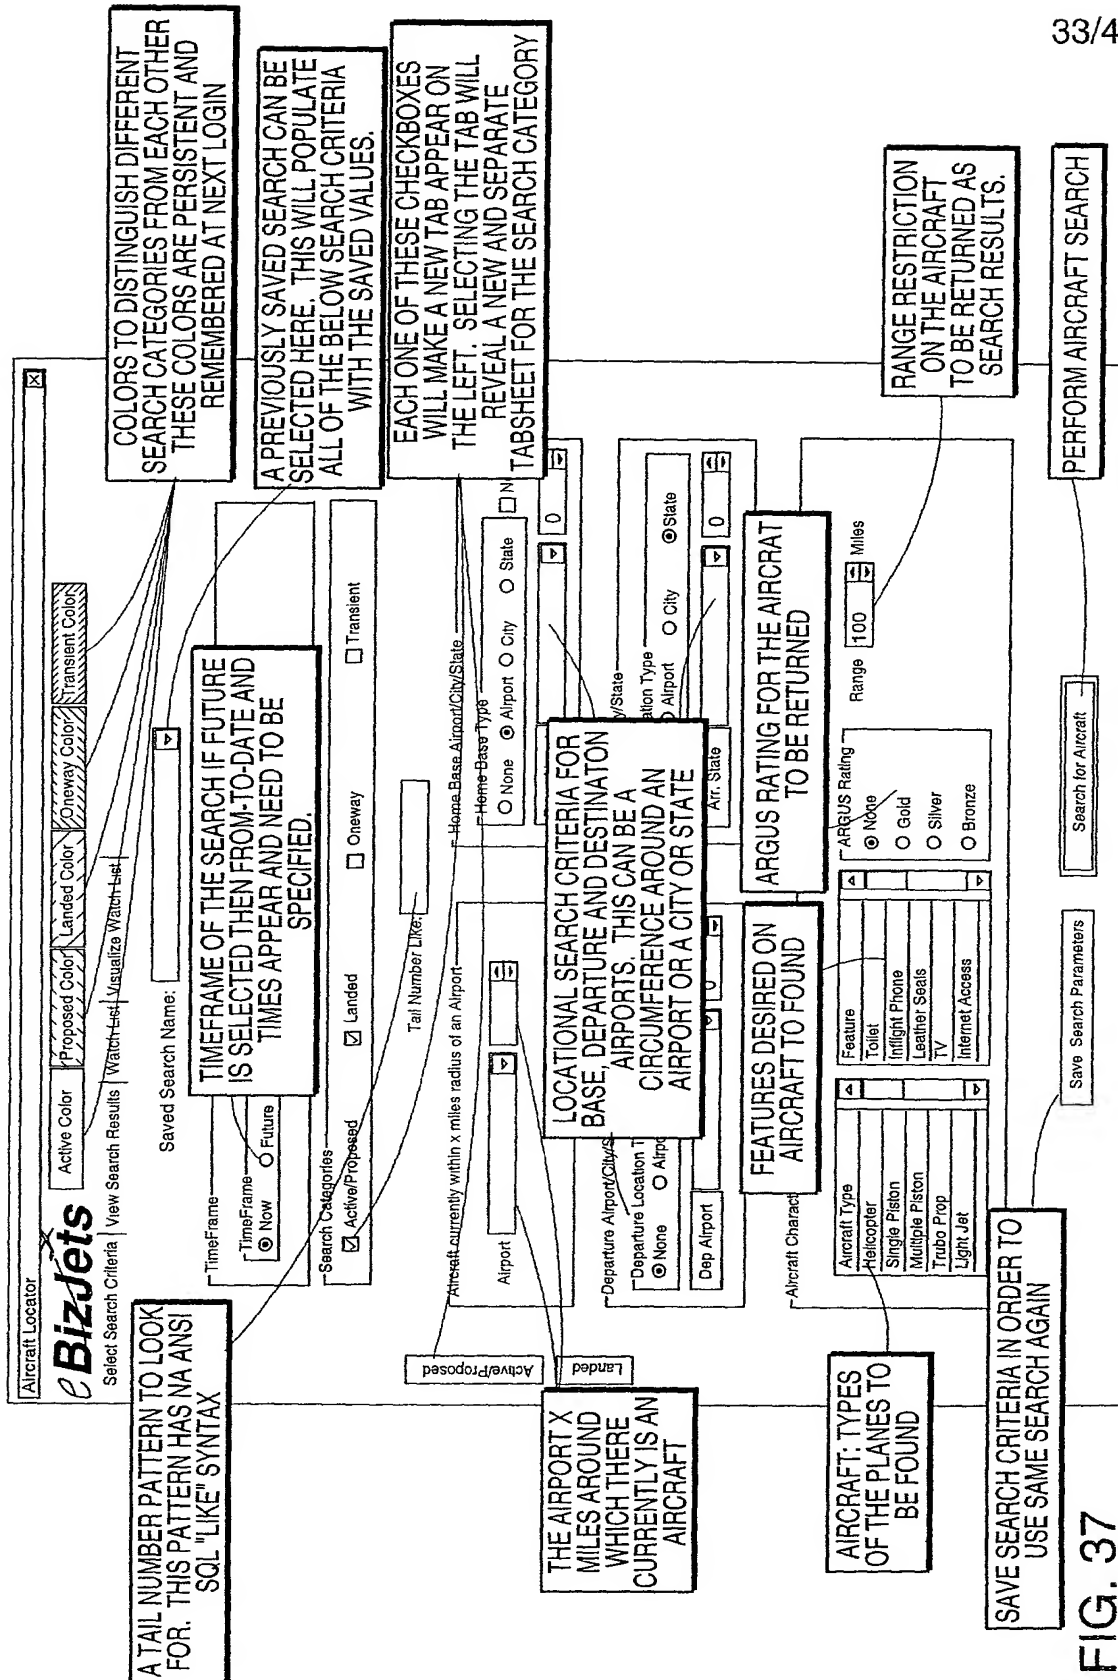 33/4
A TAIL NUMBER PATTERN TO LOOK
FOR. THIS PATTERN HAS NA ANSI
SQL "LIKE" SYNTAX
COLORS TO DISTINGUISH DIFFERENT
SEARCH CATEGORIES FROM EACH OTHER
THESE COLORS ARE PERSISTENT AND
REMEMBERED AT NEXT LOGIN
A PREVIOUSLY SAVED SEARCH CAN BE
SELECTED HERE. THIS WILL POPULATE
ALL OF THE BELOW SEARCH CRITERIA
WITH THE SAVED VALUES.
EACH ONE OF THESE CHECKBOXES
WILL MAKE A NEW TAB APPEAR ON
THE LEFT. SELECTING THE TAB WILL
REVEAL A NEW AND SEPARATE
TABSHEET FOR THE SEARCH CATEGORY
Aircraft Locator
X
eBizJets
Active Color
Proposed Color
Landed Color
Oneway Color
Transient Color
Select Search Criteria
View Search Results
Watch List
Visualize Watch List
Saved Search Name:
TIMEFRAME OF THE SEARCH IF FUTURE
IS SELECTED THEN FROM-TO-DATE AND
TIMES APPEAR AND NEED TO BE
SPECIFIED.
TimeFrame
TimeFrame
Now
Future
Search Categories
Active/Proposed
Landed
Oneway
Transient
Tail Number Like:
Active/Proposed
Landed
Aircraft currently within x miles radius of an Airport
Airport
Home Base Airport/City/State
Home Base Type
None
Airport
City
State
N
0
THE AIRPORT X
MILES AROUND
WHICH THERE
CURRENTLY IS AN
AIRCRAFT
LOCATIONAL SEARCH CRITERIA FOR
BASE, DEPARTURE AND DESTINATON
AIRPORTS. THIS CAN BE A
CIRCUMFERENCE AROUND AN
AIRPORT OR A CITY OR STATE
Departure Airport/City/S
Departure Location T
None
Airpo
Dep Airport
0
y/State
ation Type
Airport
City
State
Arr. State
0
FEATURES DESIRED ON
AIRCRAFT TO FOUND
ARGUS RATING FOR THE AIRCRAT
TO BE RETURNED
RANGE RESTRICTION
ON THE AIRCRAFT
TO BE RETURNED AS
SEARCH RESULTS.
AIRCRAFT: TYPES
OF THE PLANES TO
BE FOUND
Aircraft Charact
Aircraft Type
Helicopter
Single Piston
Multiple Piston
Trubo Prop
Light Jet
Feature
Toilet
Inflight Phone
Leather Seats
TV
Internet Access
ARGUS Rating
None
Gold
Silver
Bronze
Range
100
Miles
SAVE SEARCH CRITERIA IN ORDER TO
USE SAME SEARCH AGAIN
Save Search Parameters
Search for Aircraft
PERFORM AIRCRAFT SEARCH
FIG. 37